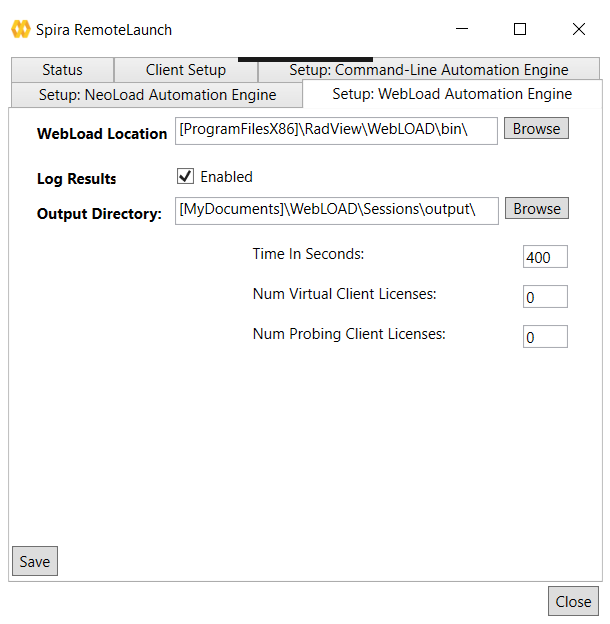 Spira RemoteLaunch
Status
Client Setup
Setup: Command-Line Automation Engine
Setup: NeoLoad Automation Engine
Setup: WebLoad Automation Engine
WebLoad Location [ProgramFilesX86]\RadView\WebLOAD\bin\ Browse
Log Results Enabled
Output Directory: [MyDocuments]\WebLOAD\Sessions\output\ Browse
Time In Seconds: 400
Num Virtual Client Licenses: 0
Num Probing Client Licenses: 0
Save
Close